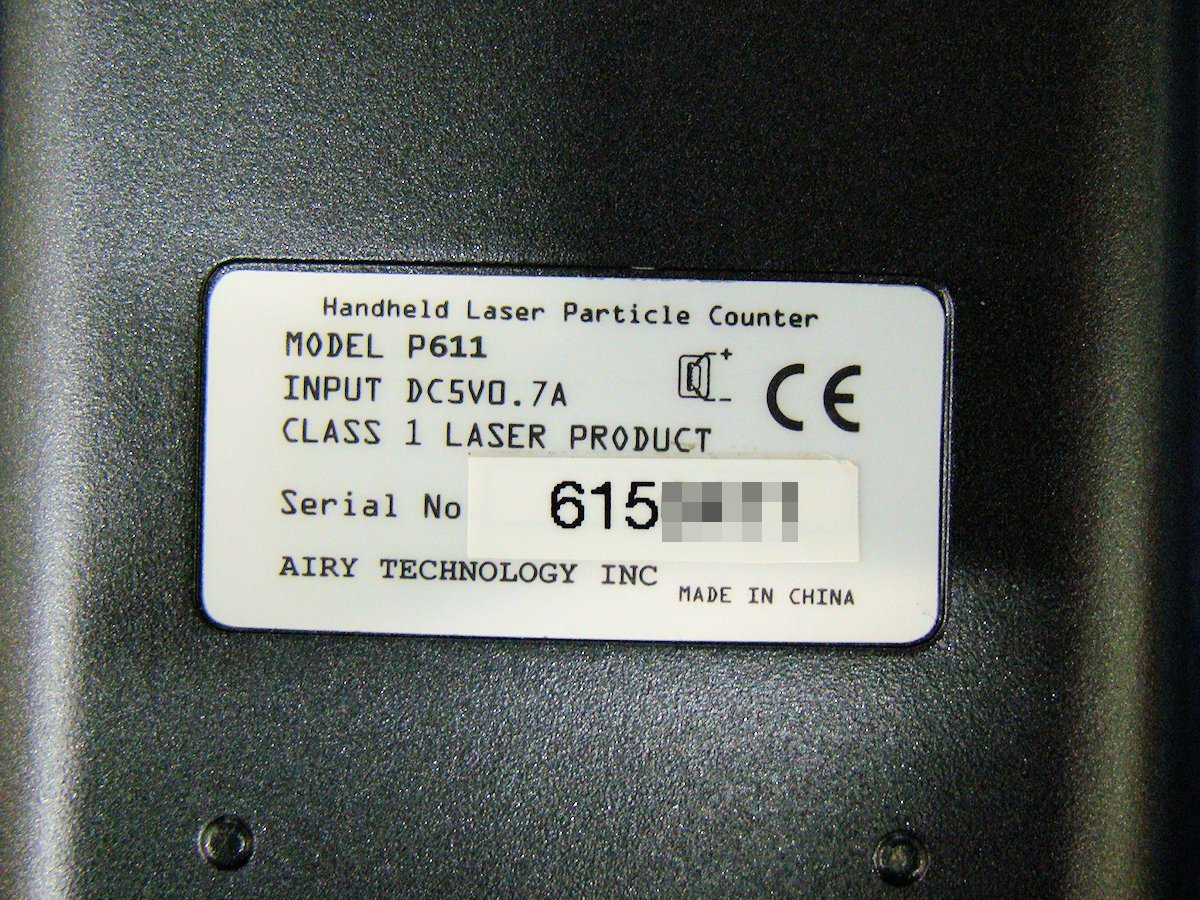 Handheld Laser Particle Counter
MODEL P611
INPUT DC5V0.7A
+
-
CE
CLASS 1 LASER PRODUCT
Serial No 615
AIRY TECHNOLOGY INC
MADE IN CHINA